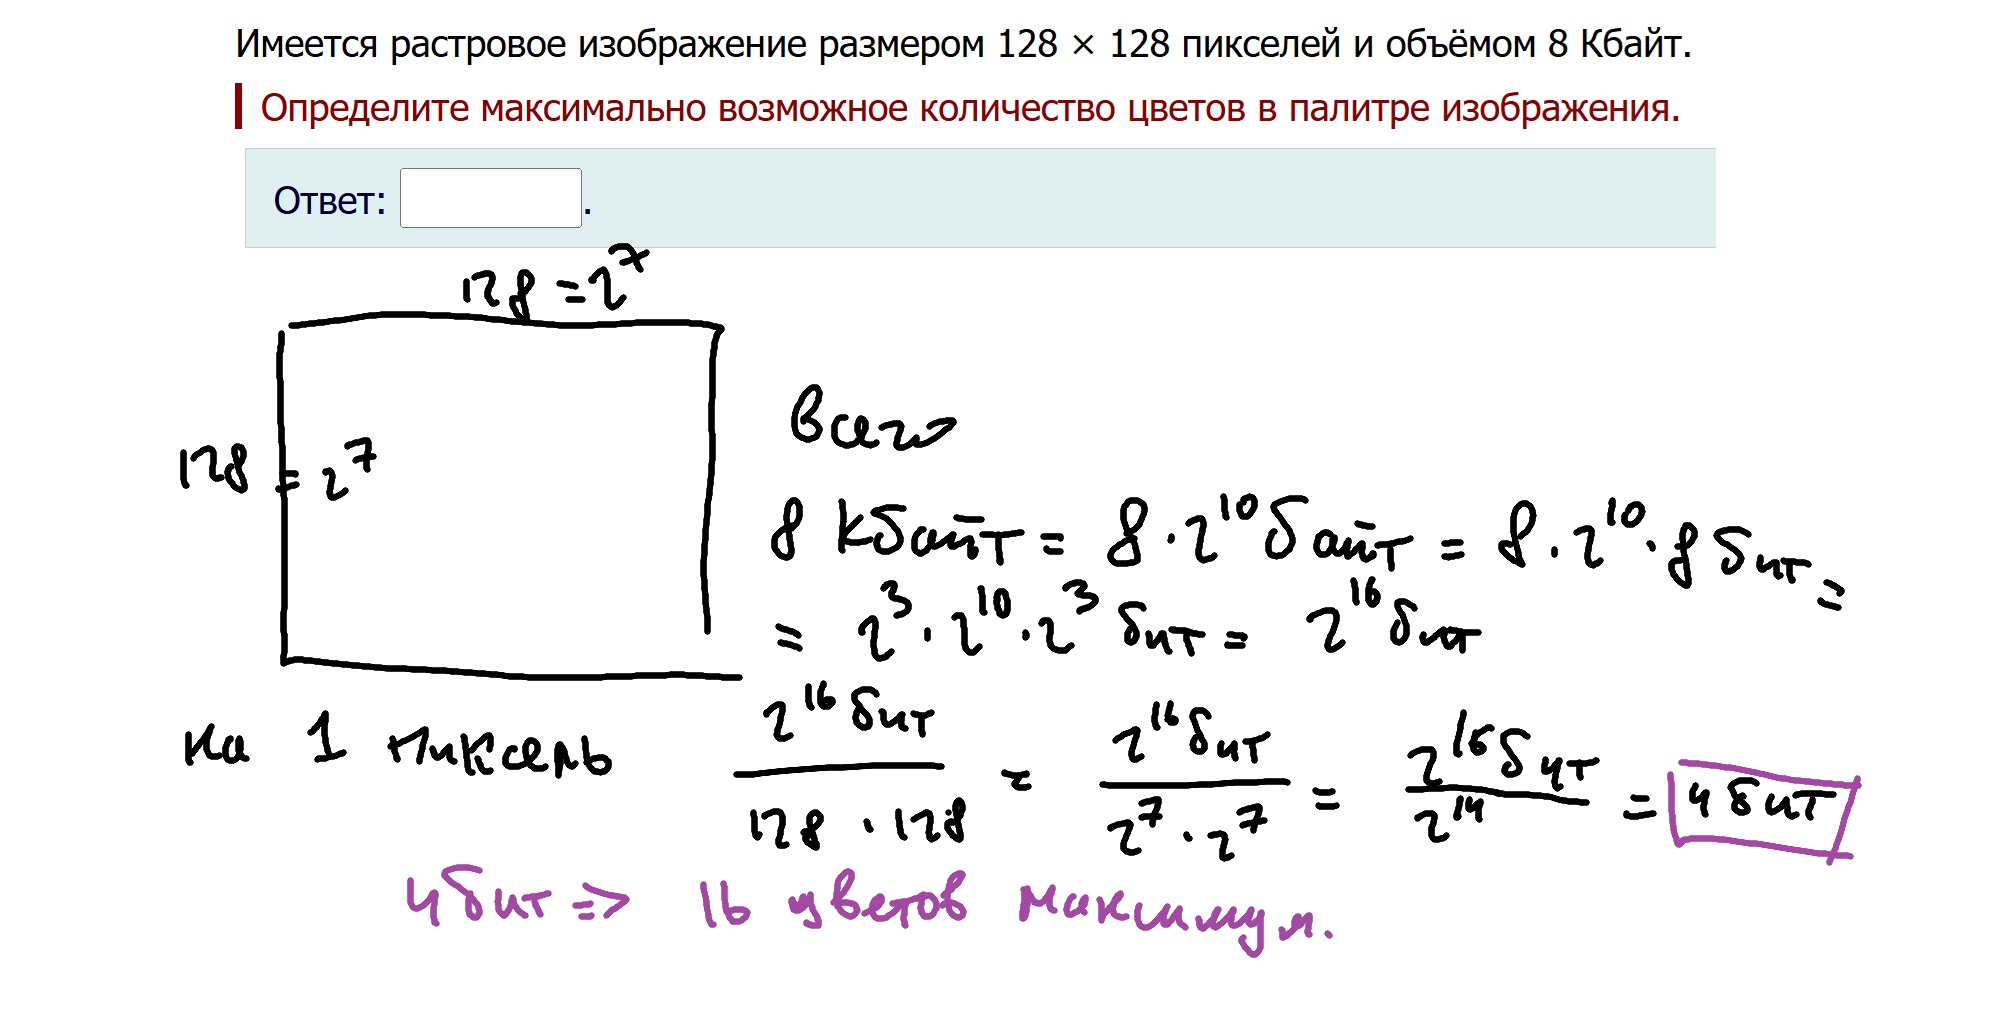 Имеется растровое изображение размером 128 × 128 пикселей и объёмом 8 Кбайт.
Определите максимально возможное количество цветов в палитре изображения.
Ответ: .
128 = 2^7
128 = 2^7
Всего
8 Кбайт = 8 · 2^10 байт = 8 · 2^10 · 8 бит =
= 2^3 · 2^10 · 2^3 бит = 2^16 бит
на 1 пиксель 2^16 бит / 128 · 128 = 2^16 бит / 2^7 · 2^7 = 2^16 бит / 2^14 = 4 бит
4 бит => 16 цветов максимум.